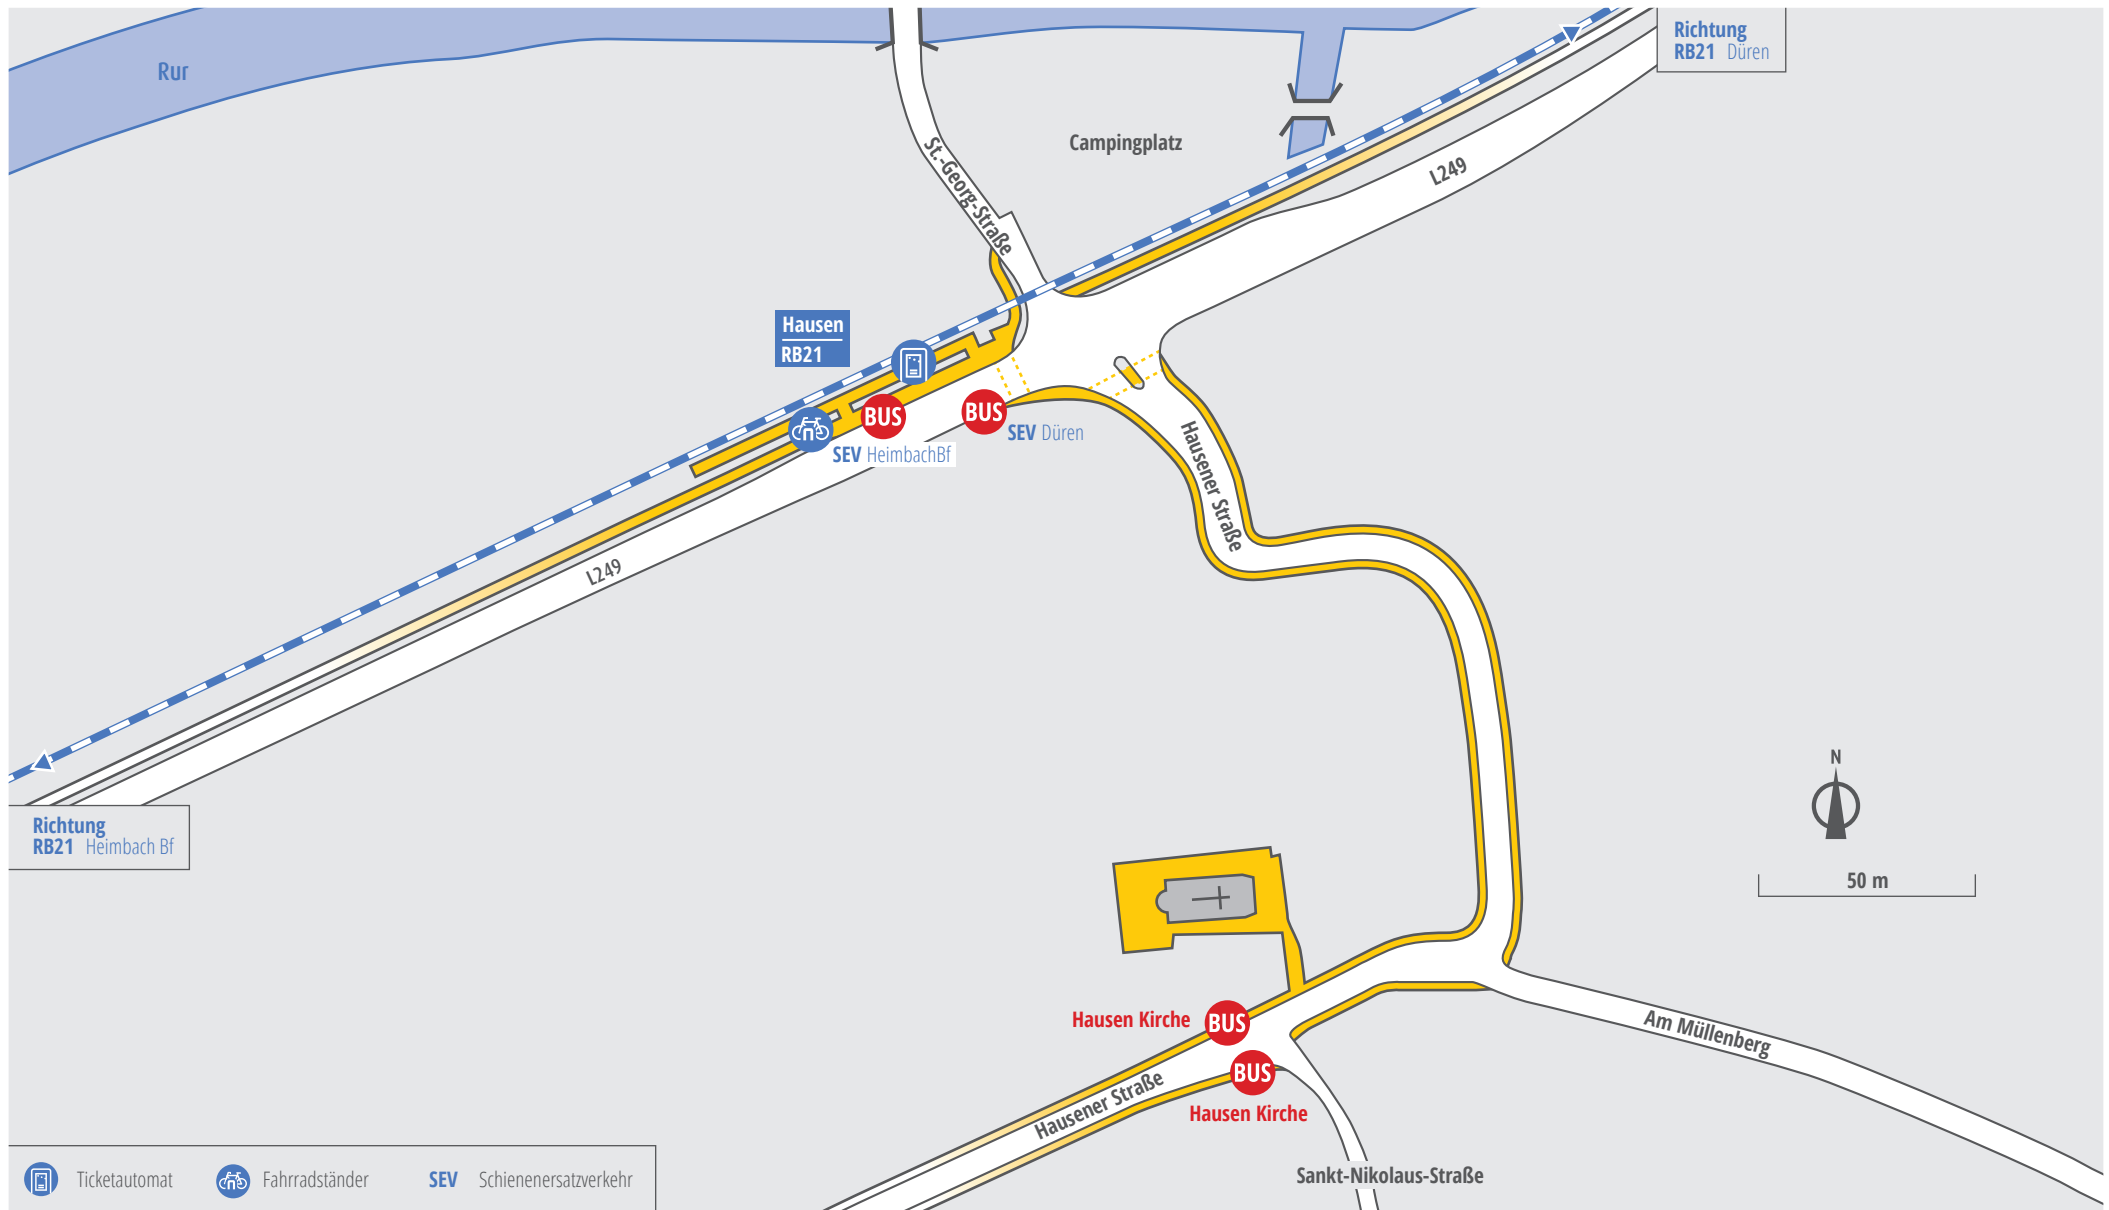 Richtung
RB21 Düren
Rur
Campingplatz
St.-Georg-Straße
L249
Hausen
RB21
BUS
BUS
SEV Düren
SEV HeimbachBf
Hausener Straße
L249
N
Richtung
RB21 Heimbach Bf
50 m
Hausen Kirche
BUS
Am Müllenberg
BUS
Hausener Straße
Hausen Kirche
Sankt-Nikolaus-Straße
Ticketautomat
Fahrradständer
SEV Schienenersatzverkehr